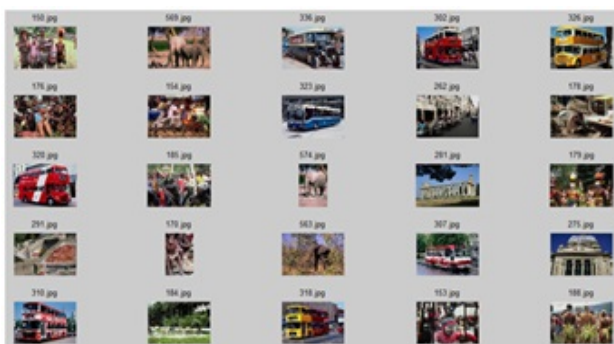 150.jpg 569.jpg 336.jpg 302.jpg 326.jpg
176.jpg 154.jpg 323.jpg 262.jpg 178.jpg
320.jpg 185.jpg 574.jpg 281.jpg 179.jpg
291.jpg 170.jpg 563.jpg 307.jpg 275.jpg
310.jpg 184.jpg 318.jpg 153.jpg 188.jpg